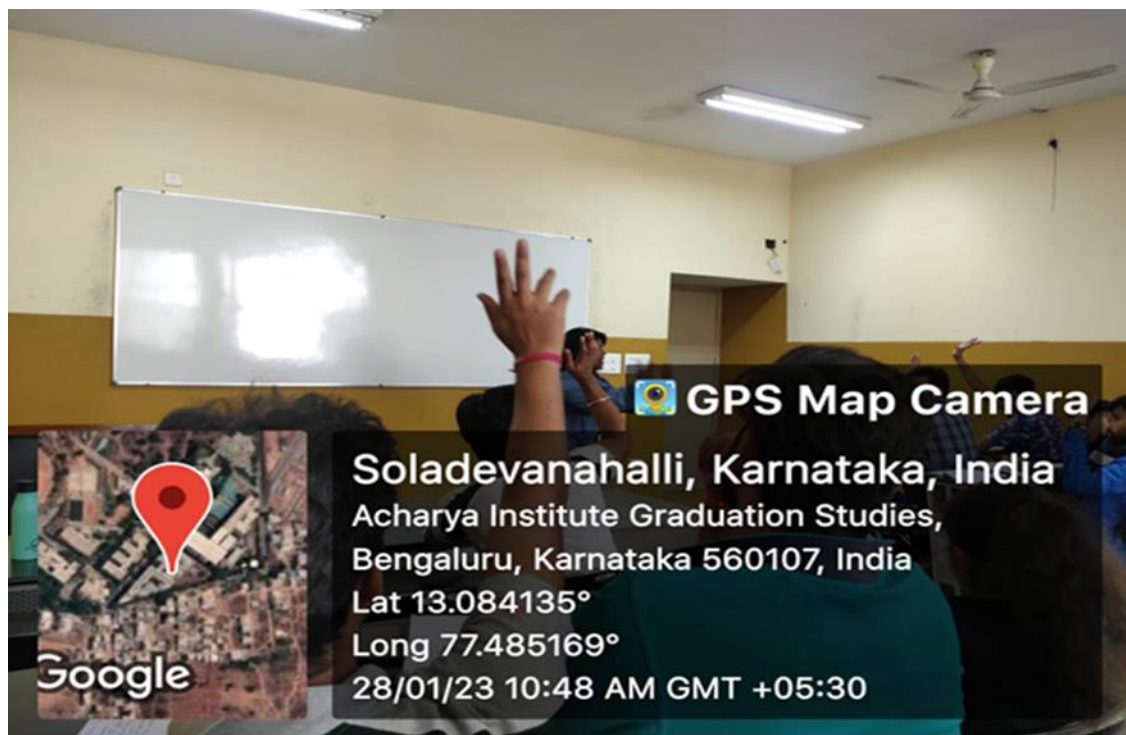 GPS Map Camera
Soladevanahalli, Karnataka, India
Acharya Institute Graduation Studies,
Bengaluru, Karnataka 560107, India
Lat 13.084135°
Long 77.485169°
28/01/23 10:48 AM GMT +05:30
Google